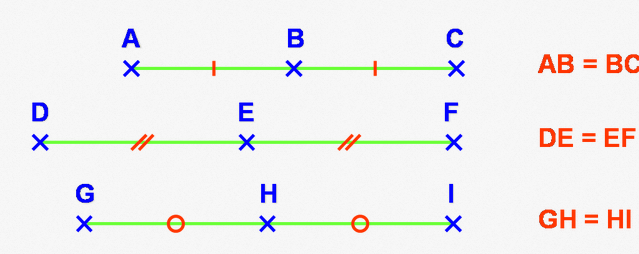 A B C
AB = BC
D E F
DE = EF
G H I
GH = HI